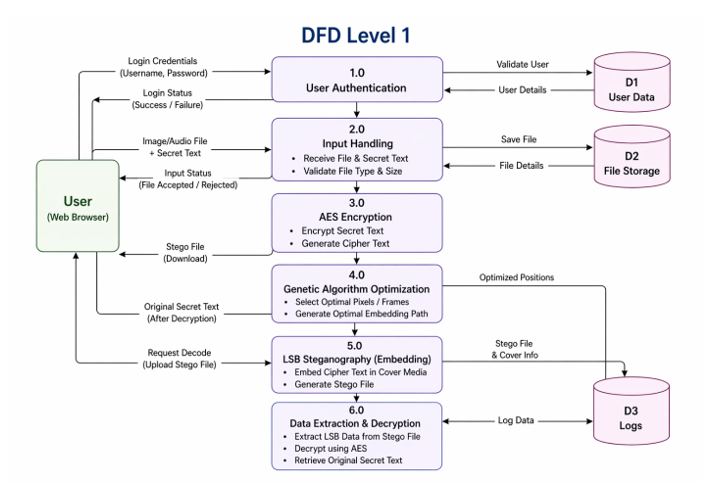 DFD Level 1
Login Credentials
(Username, Password)
1.0
User Authentication
Validate User
User Details
D1
User Data
Login Status
(Success / Failure)
Image/Audio File
+ Secret Text
2.0
Input Handling
• Receive File & Secret Text
• Validate File Type & Size
Save File
File Details
D2
File Storage
Input Status
(File Accepted / Rejected)
User
(Web Browser)
3.0
AES Encryption
• Encrypt Secret Text
• Generate Cipher Text
Stego File
(Download)
4.0
Genetic Algorithm Optimization
• Select Optimal Pixels / Frames
• Generate Optimal Embedding Path
Optimized Positions
Original Secret Text
(After Decryption)
5.0
LSB Steganography (Embedding)
• Embed Cipher Text in Cover Media
• Generate Stego File
Stego File
& Cover Info
Request Decode
(Upload Stego File)
6.0
Data Extraction & Decryption
• Extract LSB Data from Stego File
• Decrypt using AES
• Retrieve Original Secret Text
Log Data
D3
Logs